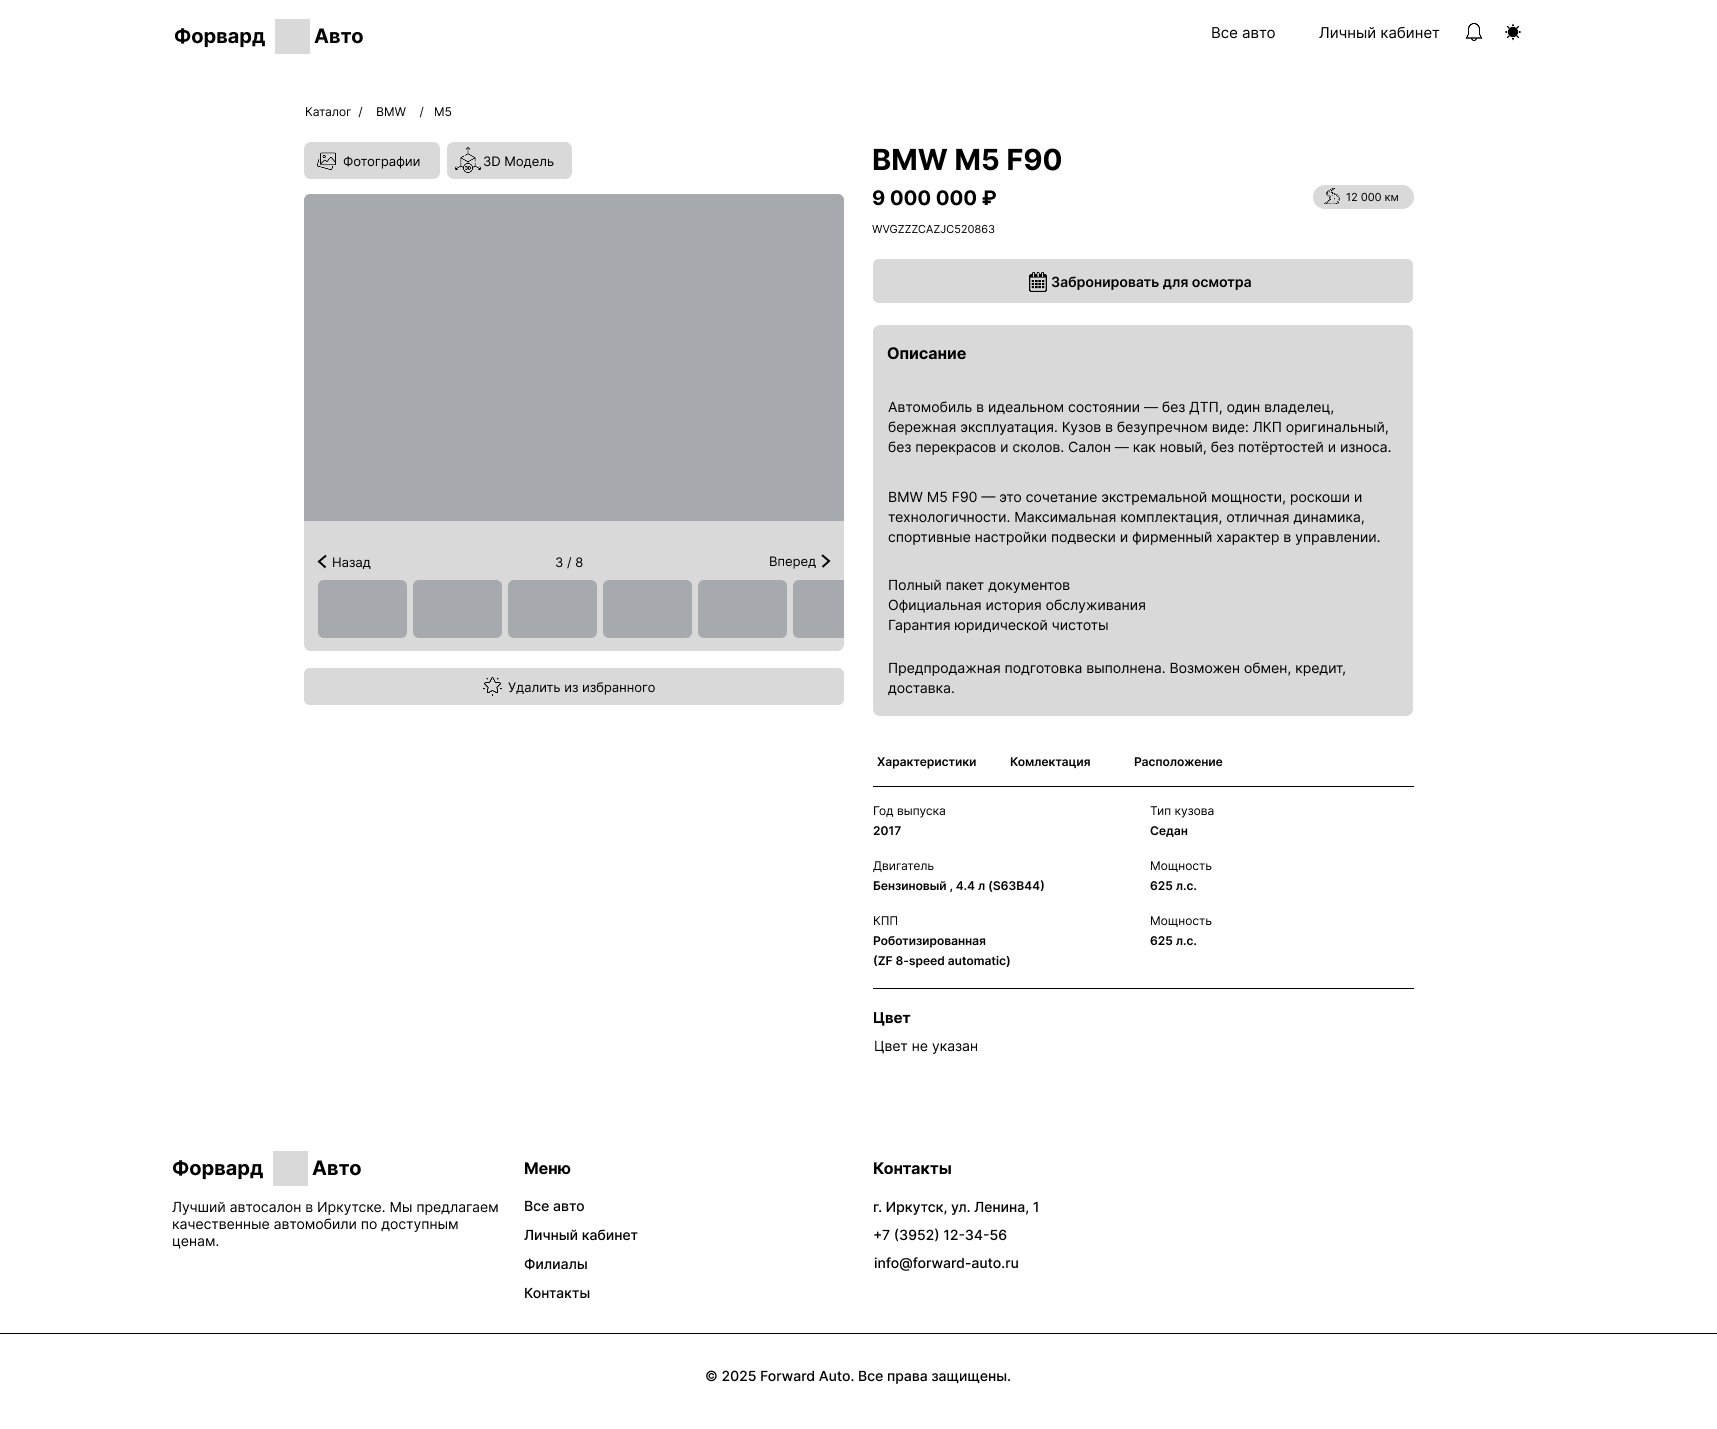 Форвард Авто
Все авто
Личный кабинет
Каталог / BMW / M5
Фотографии
3D Модель
Назад
3 / 8
Вперед
Удалить из избранного
BMW M5 F90
9 000 000 ₽
12 000 км
WVGZZZCAZJC520863
Забронировать для осмотра
Описание
Автомобиль в идеальном состоянии — без ДТП, один владелец,
бережная эксплуатация. Кузов в безупречном виде: ЛКП оригинальный,
без перекрасов и сколов. Салон — как новый, без потёртостей и износа.
BMW M5 F90 — это сочетание экстремальной мощности, роскоши и
технологичности. Максимальная комплектация, отличная динамика,
спортивные настройки подвески и фирменный характер в управлении.
Полный пакет документов
Официальная история обслуживания
Гарантия юридической чистоты
Предпродажная подготовка выполнена. Возможен обмен, кредит,
доставка.
Характеристики
Комлектация
Расположение
Год выпуска
2017
Тип кузова
Седан
Двигатель
Бензиновый , 4.4 л (S63B44)
Мощность
625 л.с.
КПП
Роботизированная
(ZF 8-speed automatic)
Мощность
625 л.с.
Цвет
Цвет не указан
Форвард Авто
Лучший автосалон в Иркутске. Мы предлагаем
качественные автомобили по доступным
ценам.
Меню
Все авто
Личный кабинет
Филиалы
Контакты
Контакты
г. Иркутск, ул. Ленина, 1
+7 (3952) 12-34-56
info@forward-auto.ru
© 2025 Forward Auto. Все права защищены.